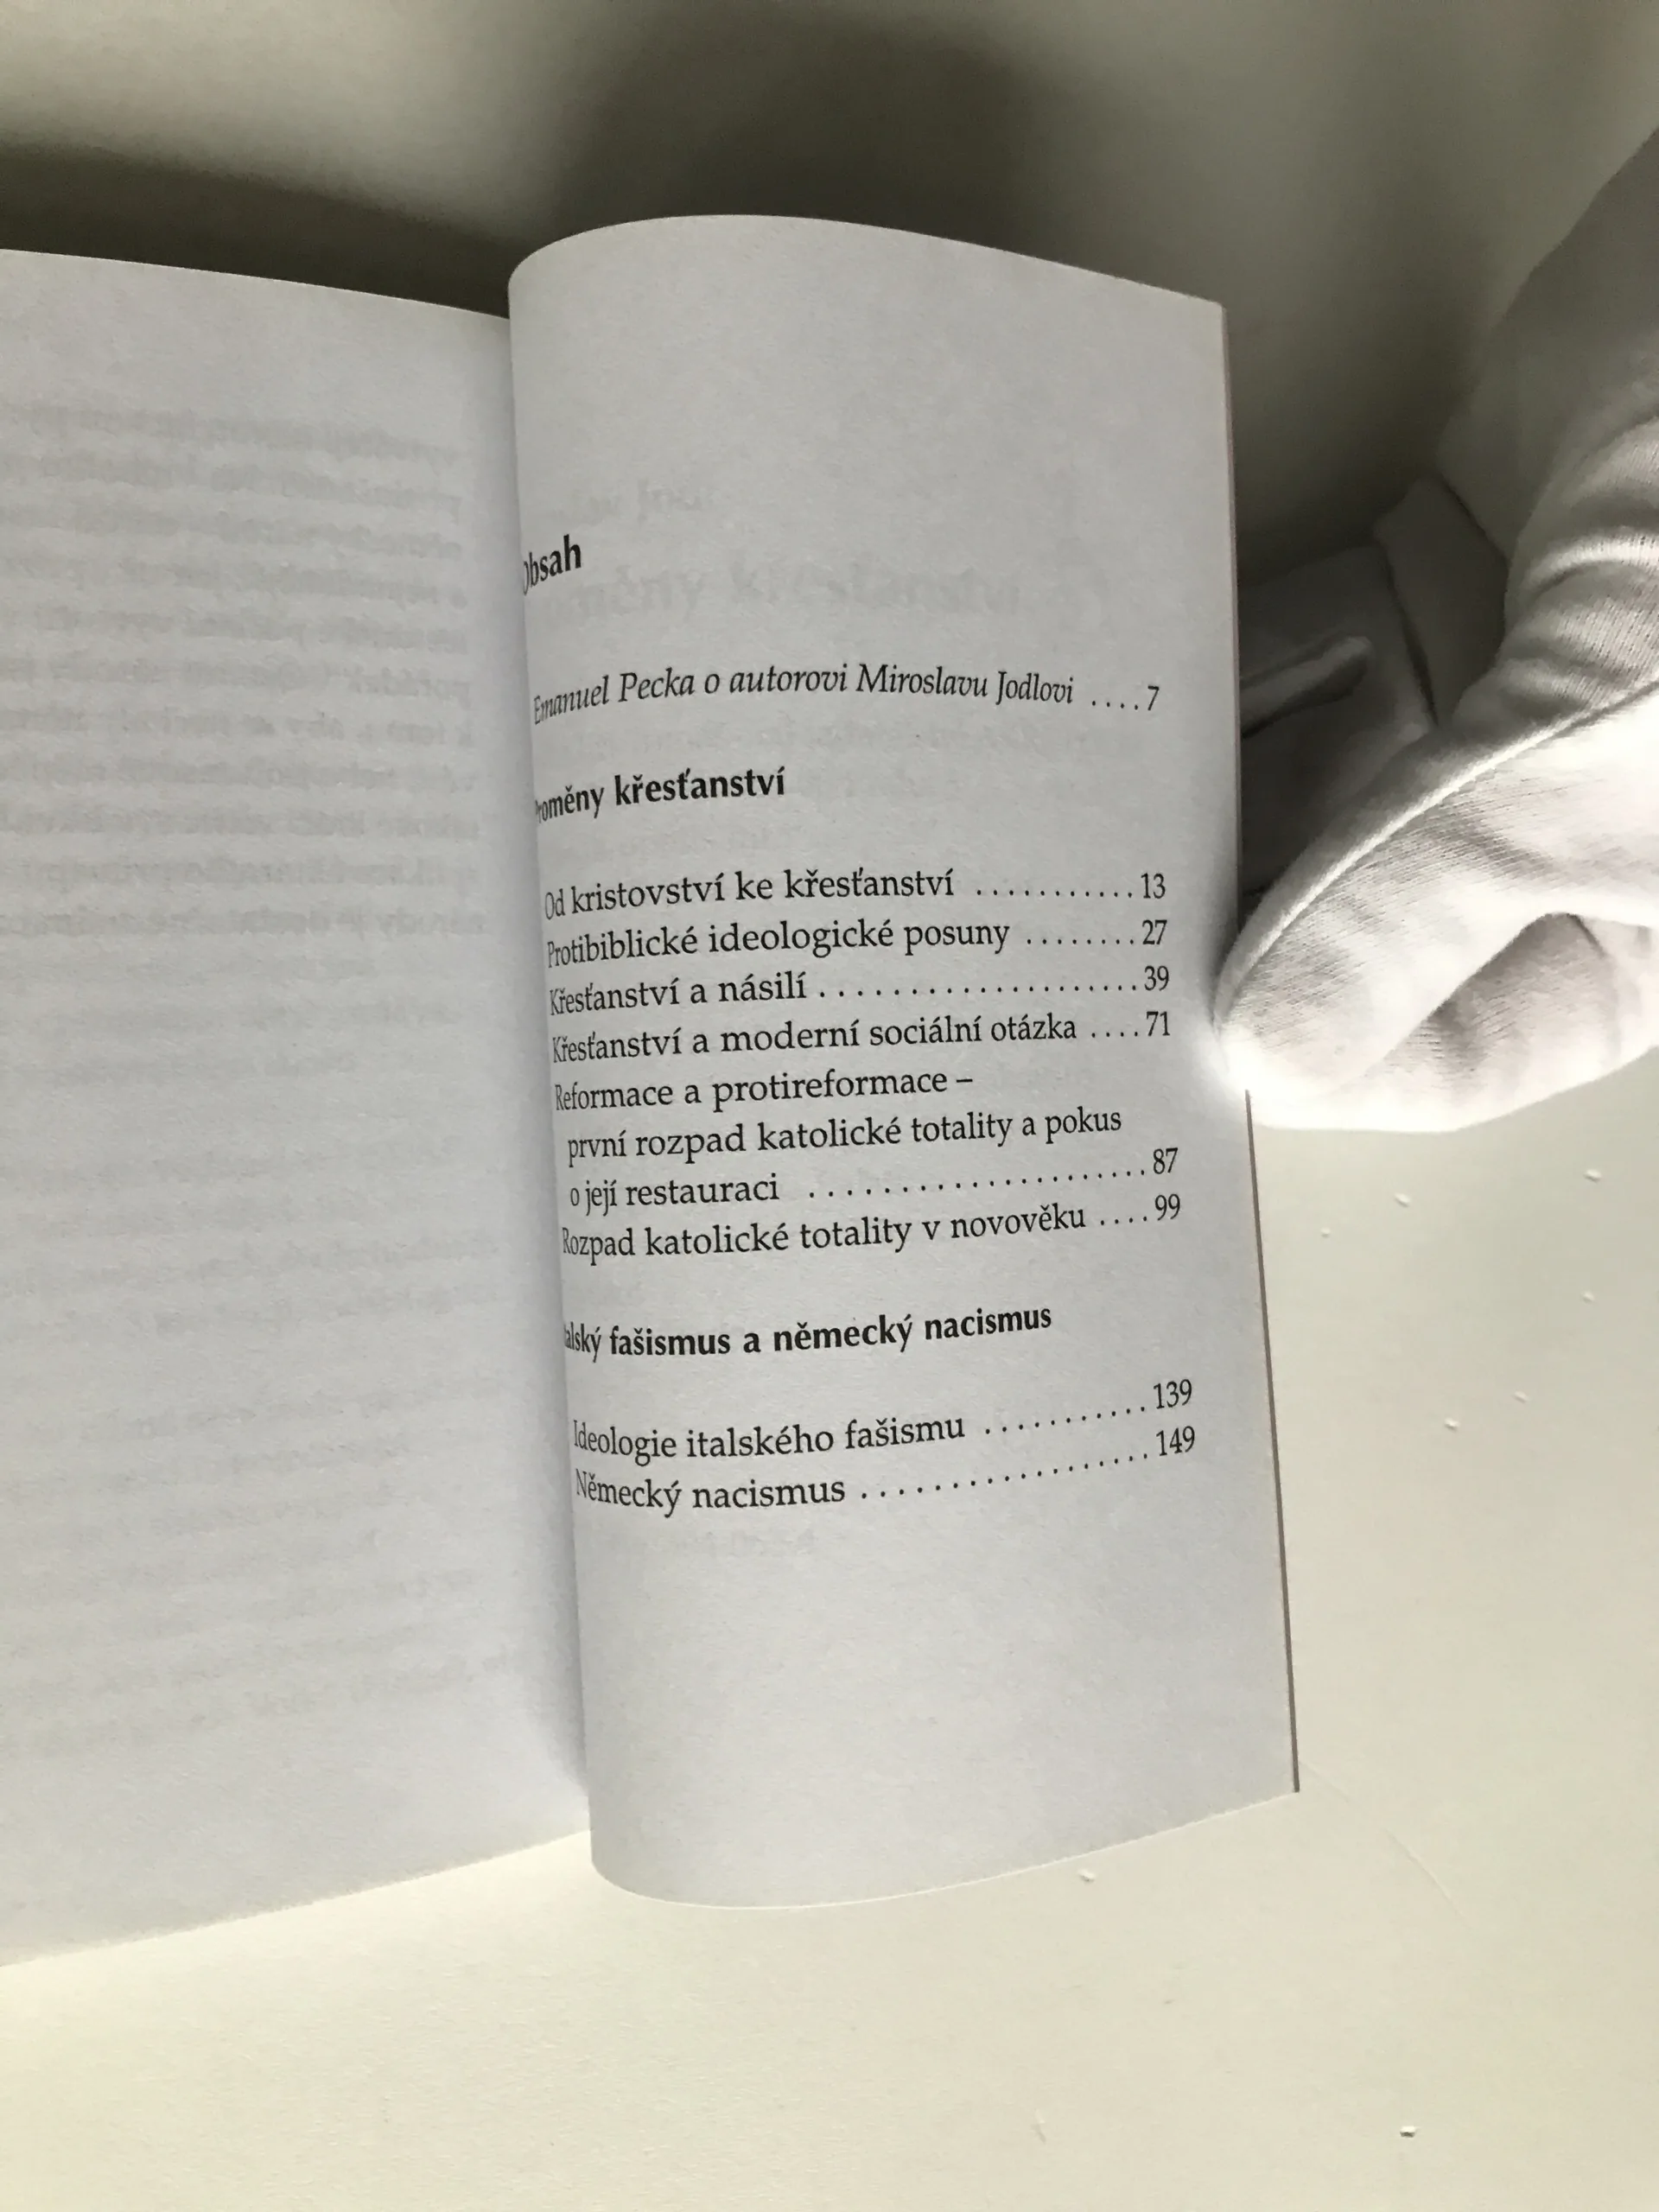 Obsah
Emanuel Pecka o autorovi Miroslavu Jodlovi ....7
Proměny křesťanství
Od kristovství ke křesťanství ...........13
Protibiblické ideologické posuny ........27
Křesťanství a násilí .....................39
Křesťanství a moderní sociální otázka ....71
Reformace a protireformace –
první rozpad katolické totality a pokus
o její restauraci ......................87
Rozpad katolické totality v novověku ....99
Italský fašismus a německý nacismus
Ideologie italského fašismu ...........139
Německý nacismus ..................149